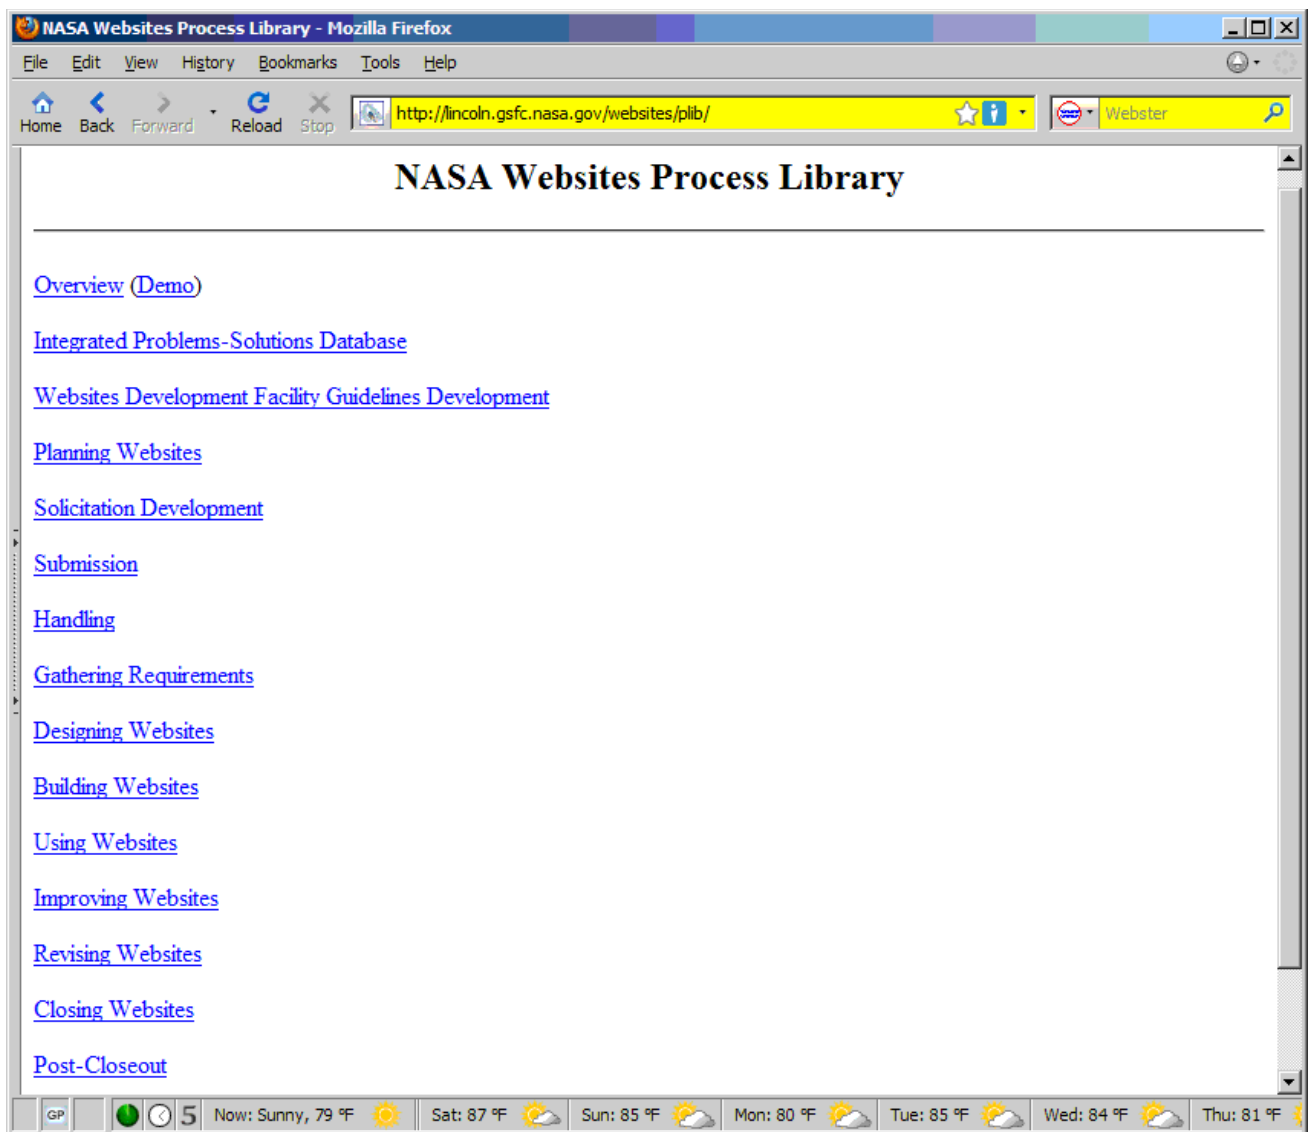 NASA Websites Process Library - Mozilla Firefox
File Edit View History Bookmarks Tools Help
Home Back Forward Reload Stop http://lincoln.gsfc.nasa.gov/websites/plib/ Webster
NASA Websites Process Library
Overview (Demo)
Integrated Problems-Solutions Database
Websites Development Facility Guidelines Development
Planning Websites
Solicitation Development
Submission
Handling
Gathering Requirements
Designing Websites
Building Websites
Using Websites
Improving Websites
Revising Websites
Closing Websites
Post-Closeout
GP 5 Now: Sunny, 79 °F Sat: 87 °F Sun: 85 °F Mon: 80 °F Tue: 85 °F Wed: 84 °F Thu: 81 °F